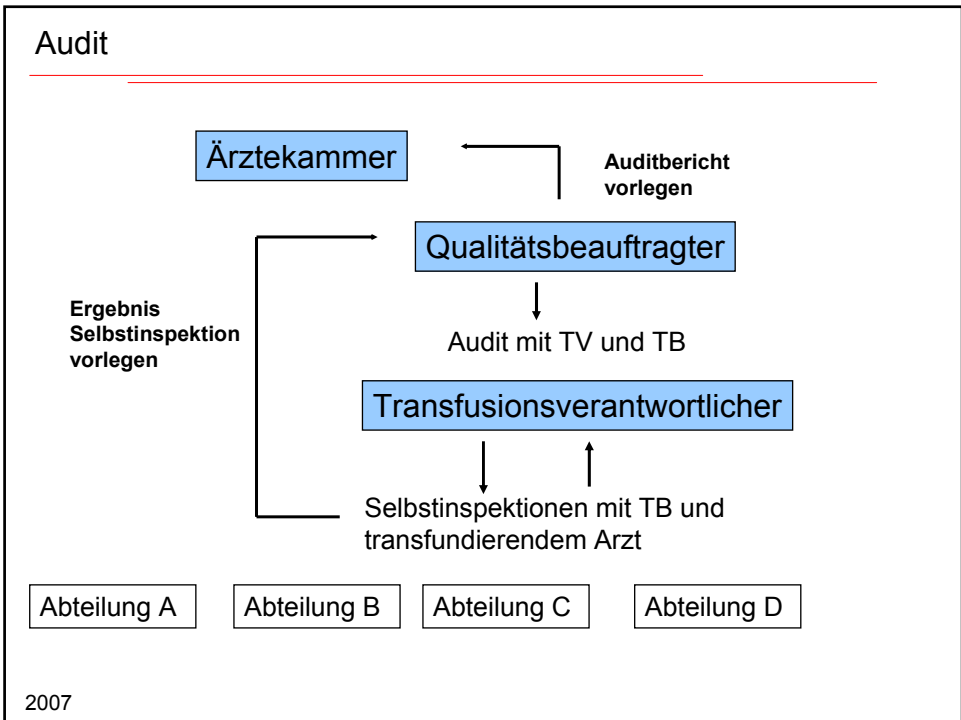 Audit
Ärztekammer
Auditbericht
vorlegen
Qualitätsbeauftragter
Ergebnis
Selbstinspektion
vorlegen
Audit mit TV und TB
Transfusionsverantwortlicher
Selbstinspektionen mit TB und
transfundierendem Arzt
Abteilung A
Abteilung B
Abteilung C
Abteilung D
2007